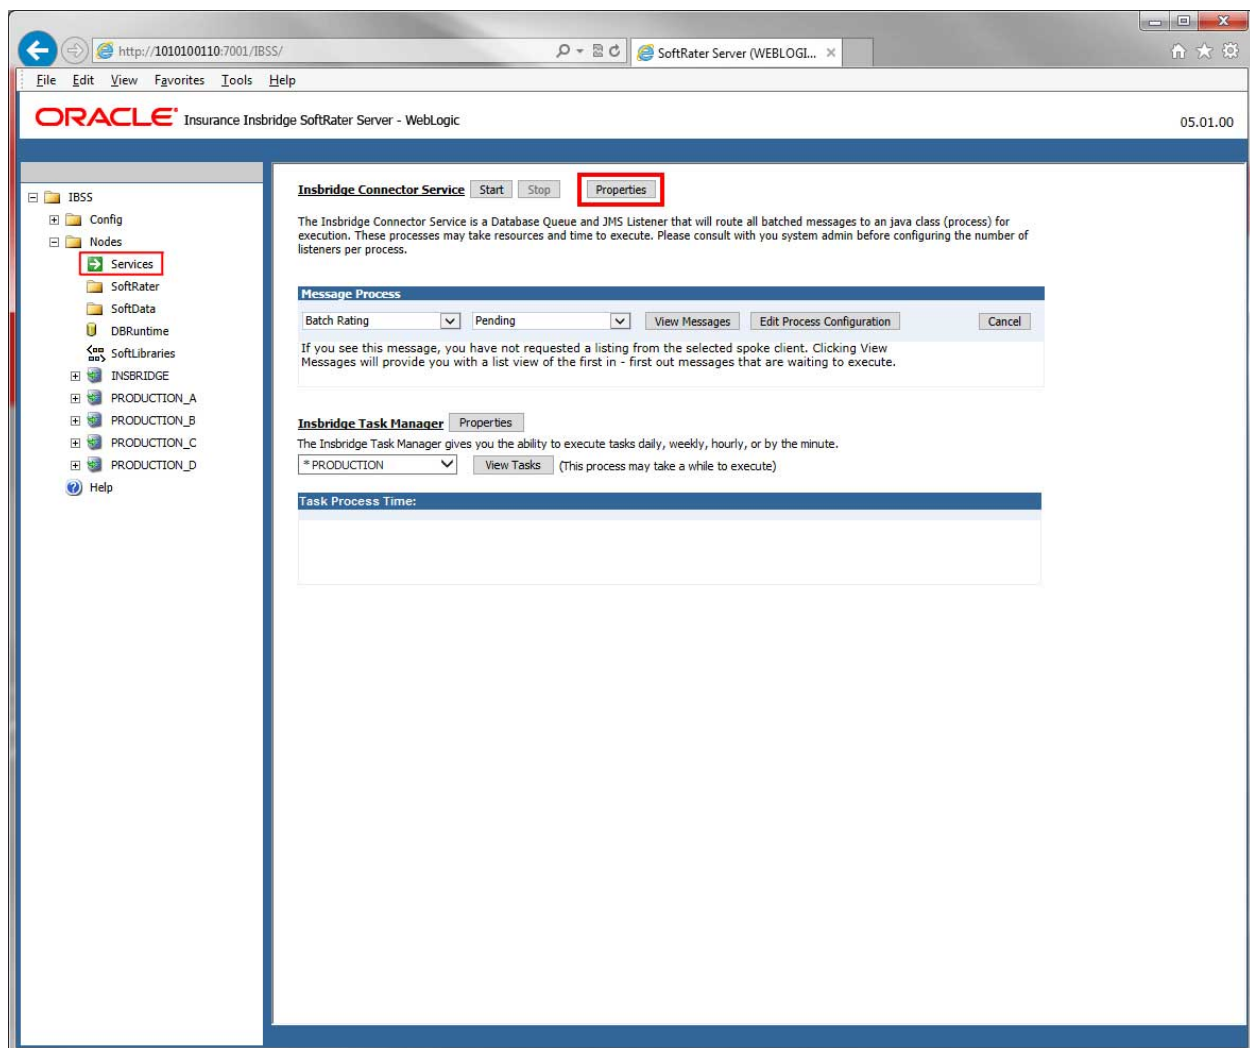 http://1010100110:7001/IBSS/
SoftRater Server (WEBLOGI...
File Edit View Favorites Tools Help
ORACLE Insurance Insbridge SoftRater Server - WebLogic
05.01.00
IBSS
Config
Nodes
Services
SoftRater
SoftData
DBRuntime
SoftLibraries
INSBRIDGE
PRODUCTION_A
PRODUCTION_B
PRODUCTION_C
PRODUCTION_D
Help
Insbridge Connector Service Start Stop Properties
The Insbridge Connector Service is a Database Queue and JMS Listener that will route all batched messages to an java class (process) for
execution. These processes may take resources and time to execute. Please consult with you system admin before configuring the number of
listeners per process.
Message Process
Batch Rating Pending View Messages Edit Process Configuration Cancel
If you see this message, you have not requested a listing from the selected spoke client. Clicking View
Messages will provide you with a list view of the first in - first out messages that are waiting to execute.
Insbridge Task Manager Properties
The Insbridge Task Manager gives you the ability to execute tasks daily, weekly, hourly, or by the minute.
*PRODUCTION View Tasks (This process may take a while to execute)
Task Process Time: